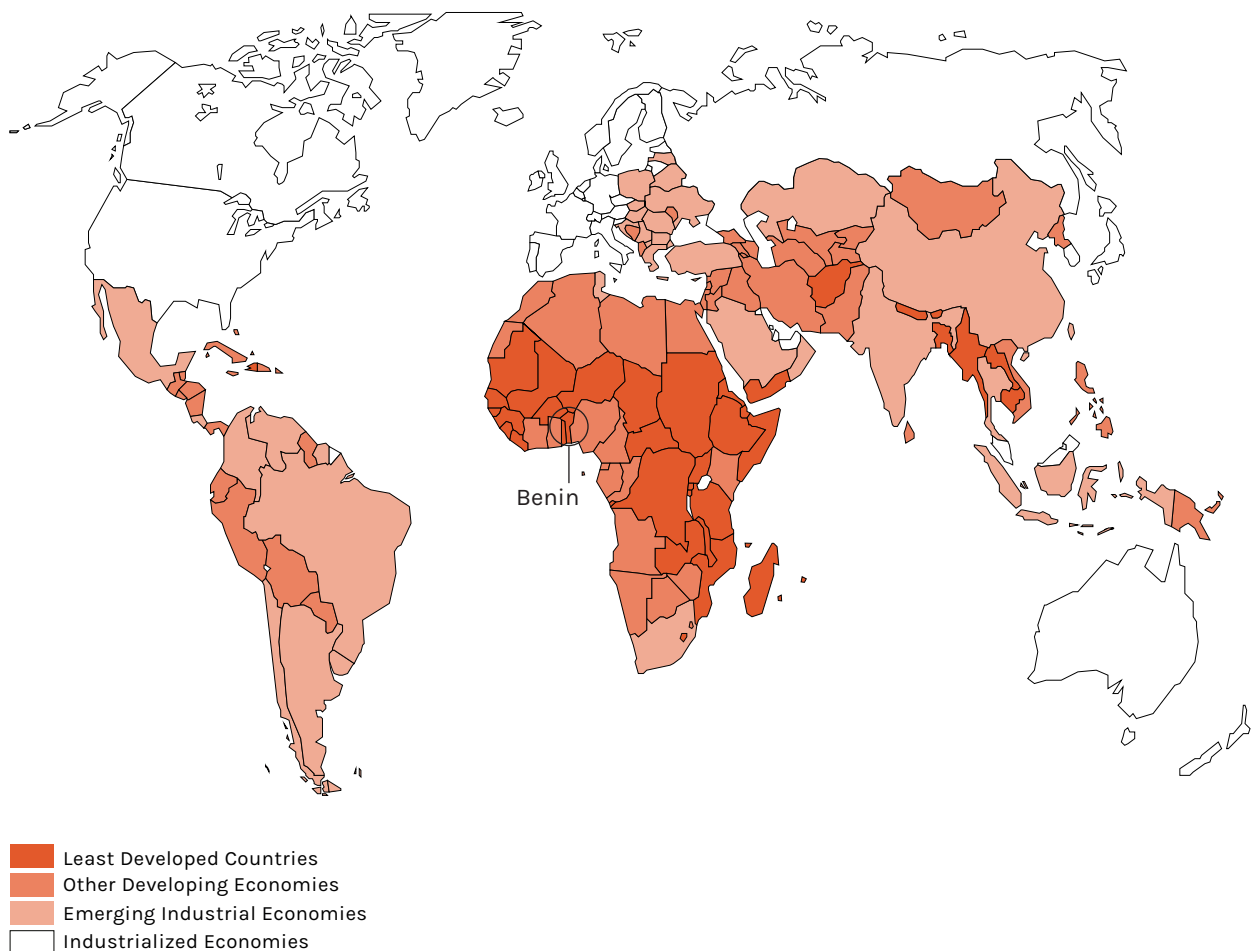 Benin
Least Developed Countries
Other Developing Economies
Emerging Industrial Economies
Industrialized Economies